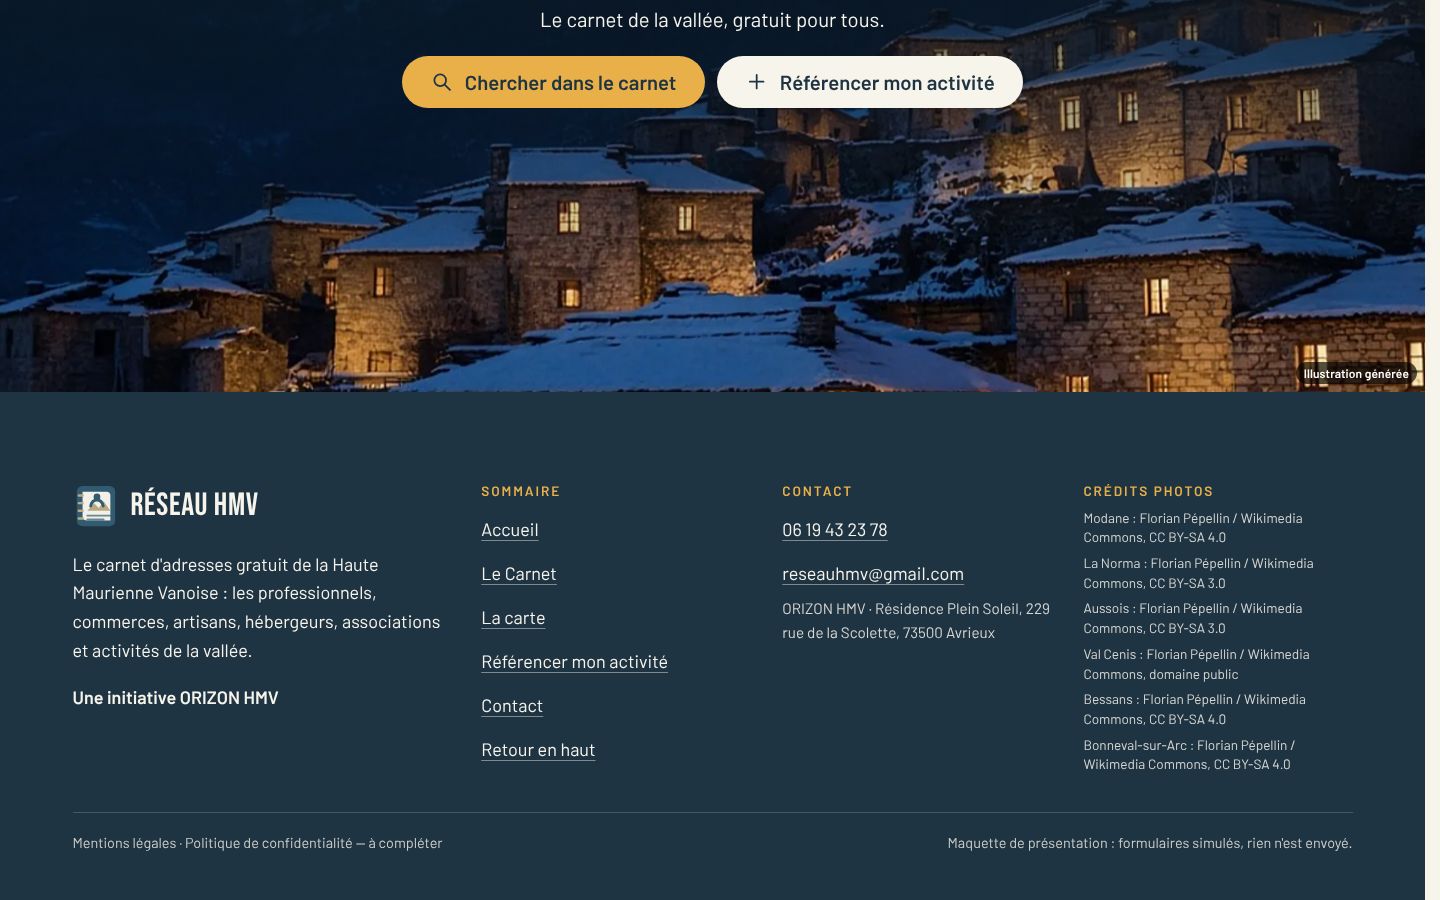 Le carnet de la vallée, gratuit pour tous.
Chercher dans le carnet
Référencer mon activité
Illustration générée
RÉSEAU HMV
Le carnet d'adresses gratuit de la Haute
Maurienne Vanoise : les professionnels,
commerces, artisans, hébergeurs, associations
et activités de la vallée.
Une initiative ORIZON HMV
SOMMAIRE
Accueil
Le Carnet
La carte
Référencer mon activité
Contact
Retour en haut
CONTACT
06 19 43 23 78
reseauhmv@gmail.com
ORIZON HMV · Résidence Plein Soleil, 229
rue de la Scolette, 73500 Avrieux
CRÉDITS PHOTOS
Modane : Florian Pépellin / Wikimedia
Commons, CC BY-SA 4.0
La Norma : Florian Pépellin / Wikimedia
Commons, CC BY-SA 3.0
Aussois : Florian Pépellin / Wikimedia
Commons, CC BY-SA 3.0
Val Cenis : Florian Pépellin / Wikimedia
Commons, domaine public
Bessans : Florian Pépellin / Wikimedia
Commons, CC BY-SA 4.0
Bonneval-sur-Arc : Florian Pépellin /
Wikimedia Commons, CC BY-SA 4.0
Mentions légales · Politique de confidentialité — à compléter
Maquette de présentation : formulaires simulés, rien n'est envoyé.